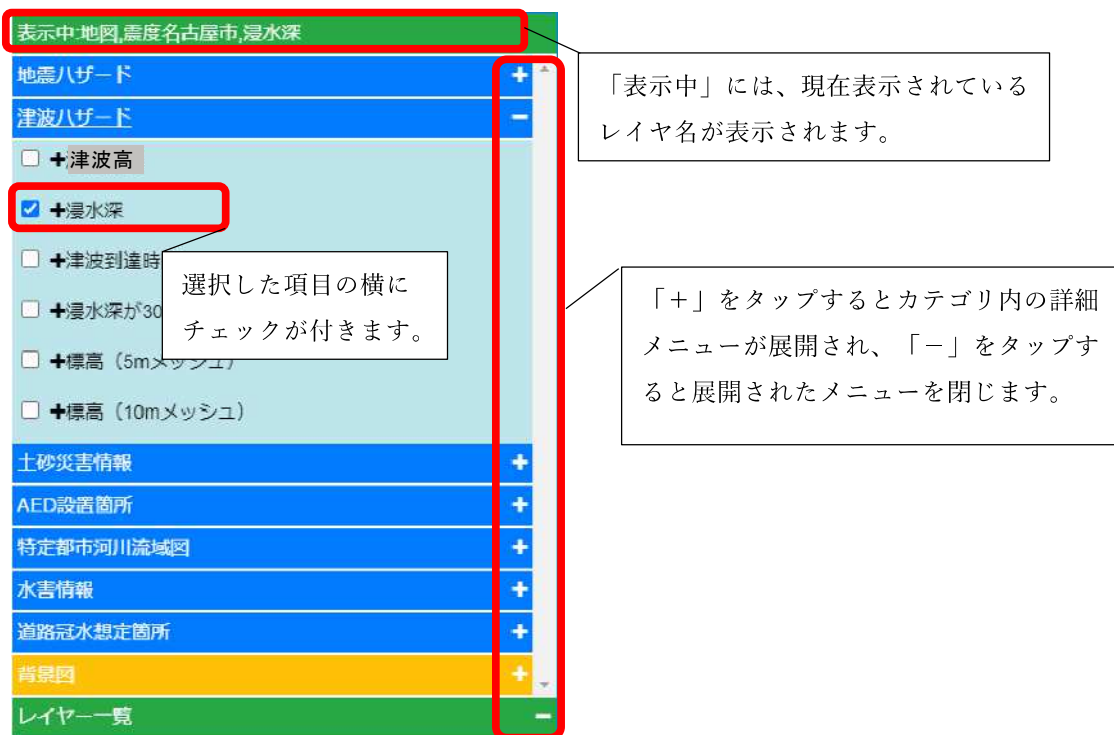 表示中:地図,震度名古屋市,浸水深
地震ハザード
津波ハザード
津波高
浸水深
津波到達時
浸水深が30
標高（5mメッシュ）
標高（10mメッシュ）
土砂災害情報
AED設置箇所
特定都市河川流域図
水害情報
道路冠水想定箇所
背景図
レイヤー一覧
「表示中」には、現在表示されている
レイヤ名が表示されます。
選択した項目の横に
チェックが付きます。
「＋」をタップするとカテゴリ内の詳細
メニューが展開され、「－」をタップす
ると展開されたメニューを閉じます。